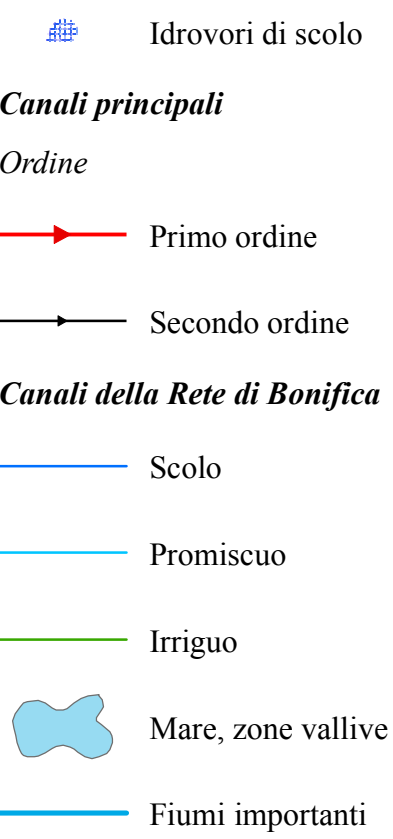 Idrovori di scolo
Canali principali
Ordine
Primo ordine
Secondo ordine
Canali della Rete di Bonifica
Scolo
Promiscuo
Irriguo
Mare, zone vallive
Fiumi importanti